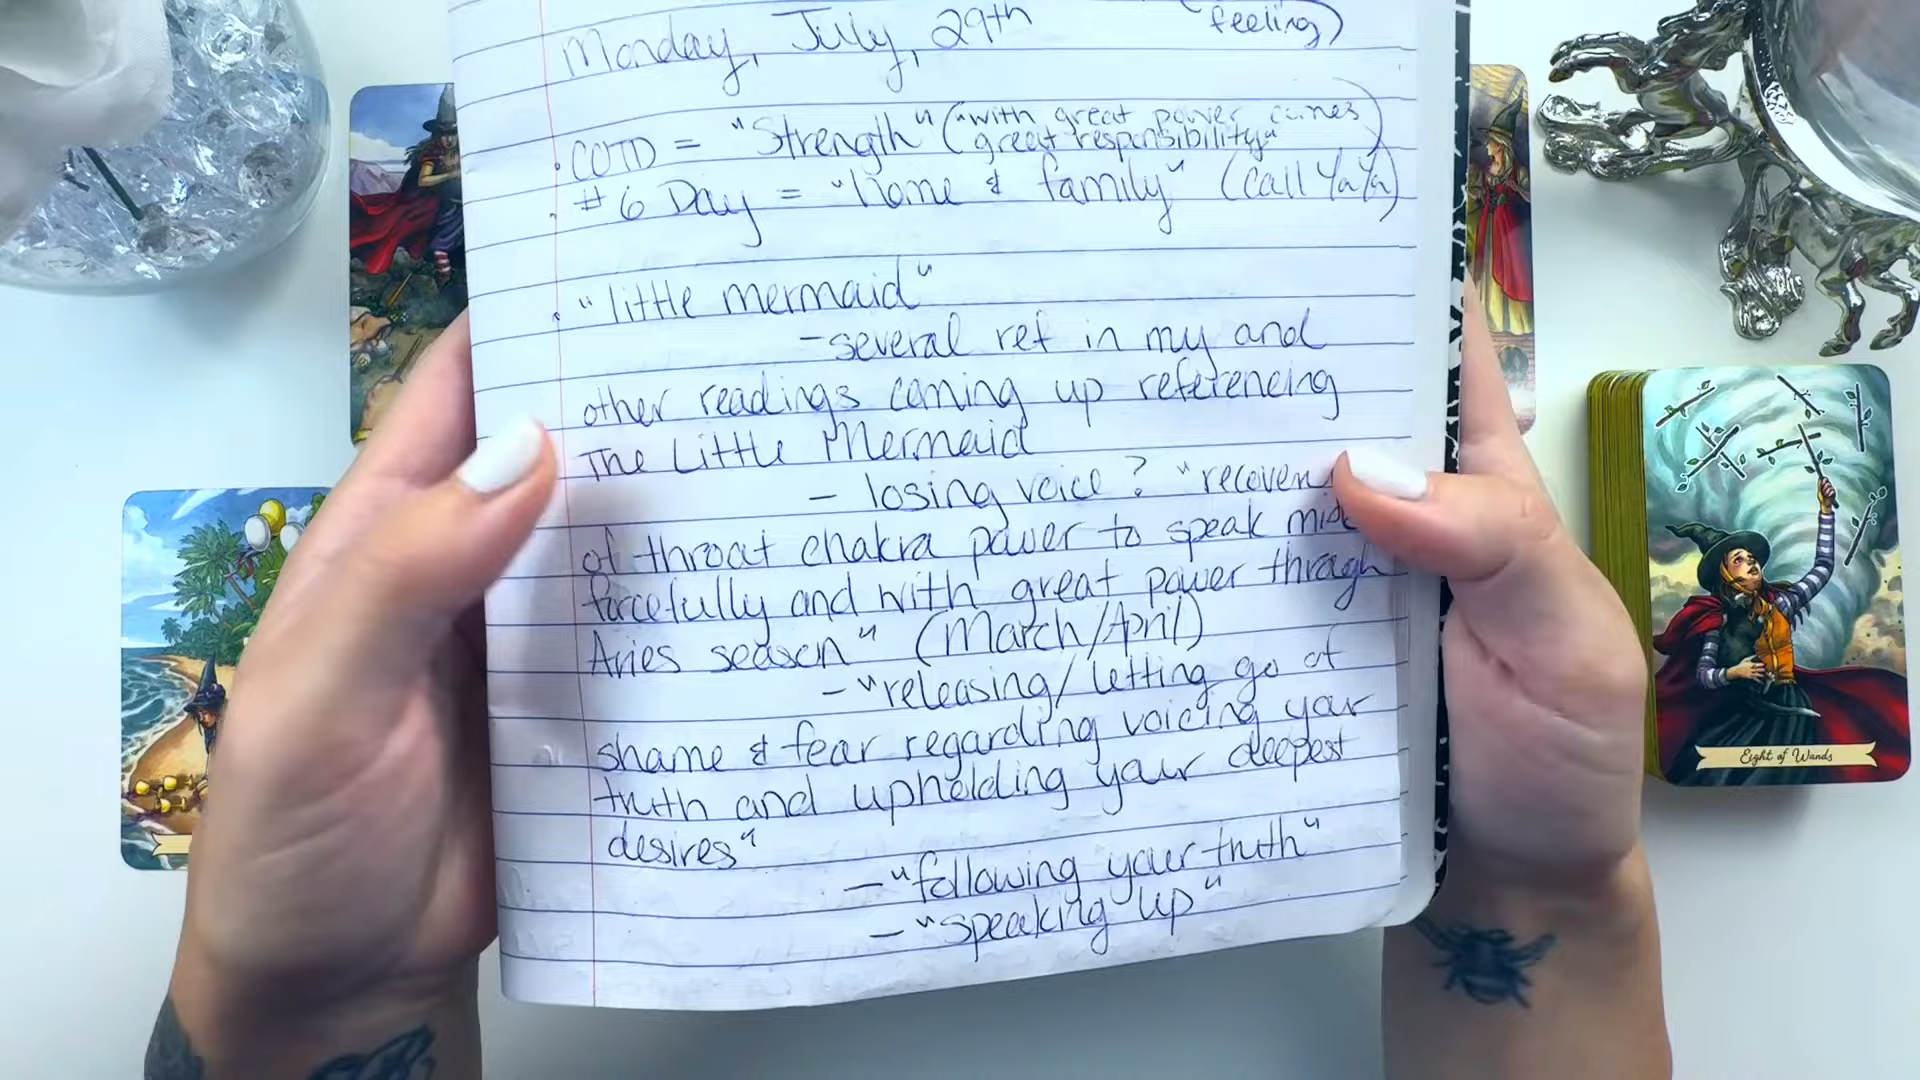 feeling)
Monday, July, 29th
• COTD = "Strength" ("with great power comes
great responsibility")
• #6 Day = "home & family" (call YaYa)
• "little mermaid"
- several ref in my and
other readings coming up referencing
The Little Mermaid
- losing voice? "recovery
of throat chakra power to speak
forcefully and with great power through
Aries season" (March/April)
- "releasing/letting go of
shame & fear regarding voicing your
truth and upholding your deepest
desires"
- "following your truth"
- "speaking up"
Eight of Wands